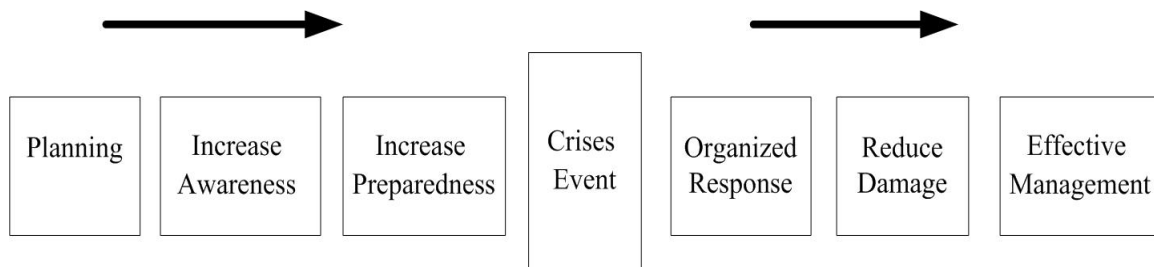 Planning
Increase
Awareness
Increase
Preparedness
Crises
Event
Organized
Response
Reduce
Damage
Effective
Management